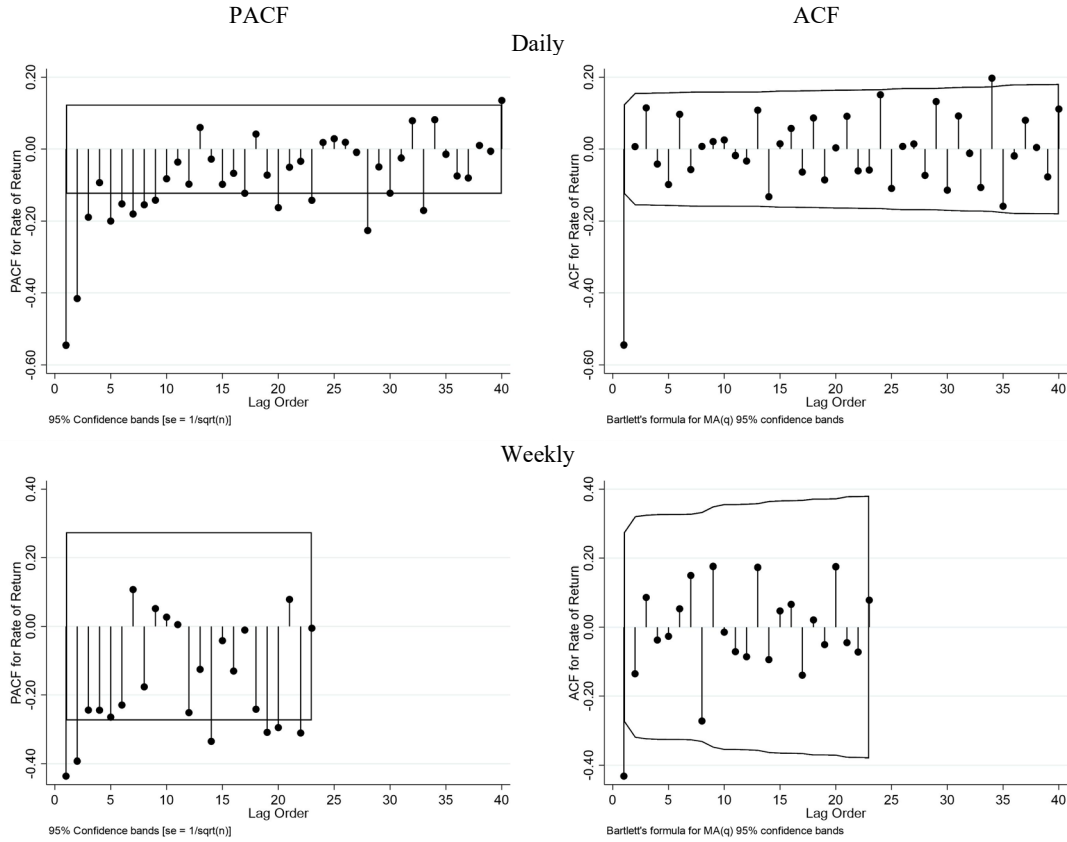 PACF
ACF
Daily
PACF for Rate of Return
0.20
0.00
-0.20
-0.40
-0.60
0 5 10 15 20 25 30 35 40
Lag Order
95% Confidence bands [se = 1/sqrt(n)]
ACF for Rate of Return
0.20
0.00
-0.20
-0.40
-0.60
0 5 10 15 20 25 30 35 40
Lag Order
Bartlett's formula for MA(q) 95% confidence bands
Weekly
PACF for Rate of Return
0.40
0.20
0.00
-0.20
-0.40
0 5 10 15 20 25 30 35 40
Lag Order
95% Confidence bands [se = 1/sqrt(n)]
ACF for Rate of Return
0.40
0.20
0.00
-0.20
-0.40
0 5 10 15 20 25 30 35 40
Lag Order
Bartlett's formula for MA(q) 95% confidence bands